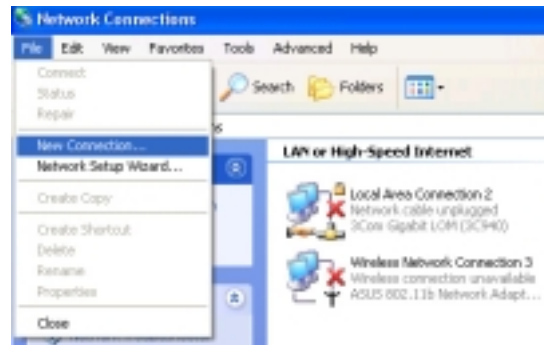 Network Connections
File Edit View Favorites Tools Advanced Help
Connect
Status
Repair
New Connection...
Network Setup Wizard...
Create Copy
Create Shortcut
Delete
Rename
Properties
Close
Search Folders
LAN or High-Speed Internet
Local Area Connection 2
Network cable unplugged
3Com Gigabit LOM (3C940)
Wireless Network Connection 3
Wireless connection unavailable
ASUS 802.11b Network Adapt...